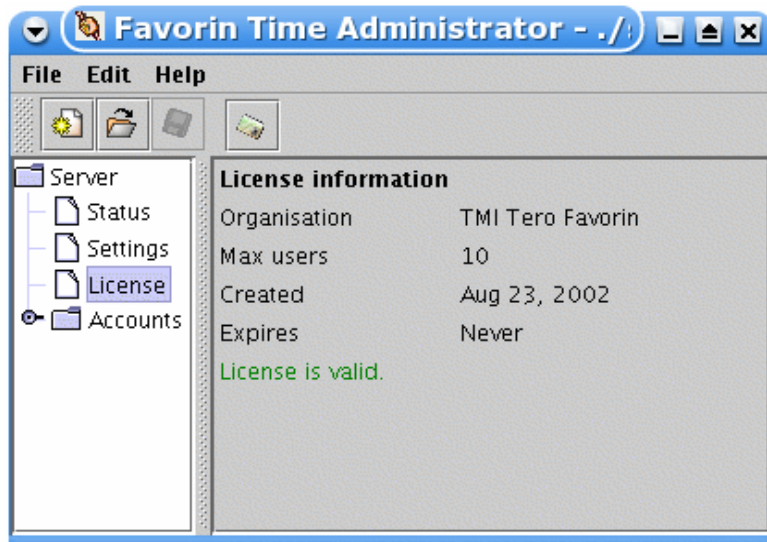 Favorin Time Administrator - ./
File Edit Help
Server
Status
Settings
License
Accounts
License information
Organisation TMI Tero Favorin
Max users 10
Created Aug 23, 2002
Expires Never
License is valid.